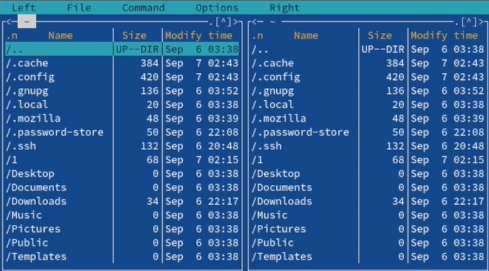 Left File Command Options Right
<- ~ .[^]> <- ~ .[^]>
.n Name Size Modify time .n Name Size Modify time
/.. UP--DIR Sep 6 03:38 /.. UP--DIR Sep 6 03:38
/.cache 384 Sep 7 02:43 /.cache 384 Sep 7 02:43
/.config 420 Sep 7 02:43 /.config 420 Sep 7 02:43
/.gnupg 136 Sep 6 03:52 /.gnupg 136 Sep 6 03:52
/.local 20 Sep 6 03:38 /.local 20 Sep 6 03:38
/.mozilla 48 Sep 6 03:39 /.mozilla 48 Sep 6 03:39
/.password-store 50 Sep 6 22:08 /.password-store 50 Sep 6 22:08
/.ssh 132 Sep 6 20:48 /.ssh 132 Sep 6 20:48
/1 68 Sep 7 02:15 /1 68 Sep 7 02:15
/Desktop 0 Sep 6 03:38 /Desktop 0 Sep 6 03:38
/Documents 0 Sep 6 03:38 /Documents 0 Sep 6 03:38
/Downloads 34 Sep 6 22:17 /Downloads 34 Sep 6 22:17
/Music 0 Sep 6 03:38 /Music 0 Sep 6 03:38
/Pictures 0 Sep 6 03:38 /Pictures 0 Sep 6 03:38
/Public 0 Sep 6 03:38 /Public 0 Sep 6 03:38
/Templates 0 Sep 6 03:38 /Templates 0 Sep 6 03:38